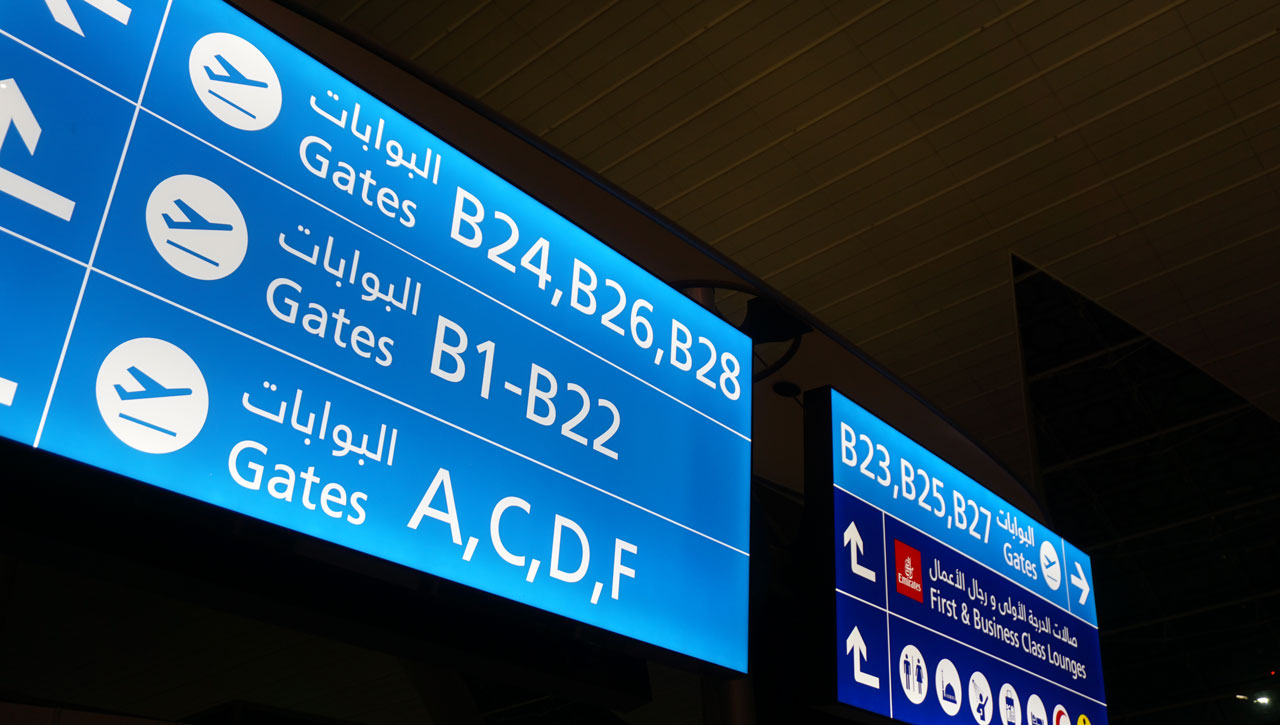 البوابات
Gates
B24,B26,B28
البوابات
Gates
B1-B22
البوابات
Gates
A,C,D,F
B23,B25,B27
البوابات
Gates
Emirates
صالات الدرجة الأولى و رجال الأعمال
First & Business Class Lounges